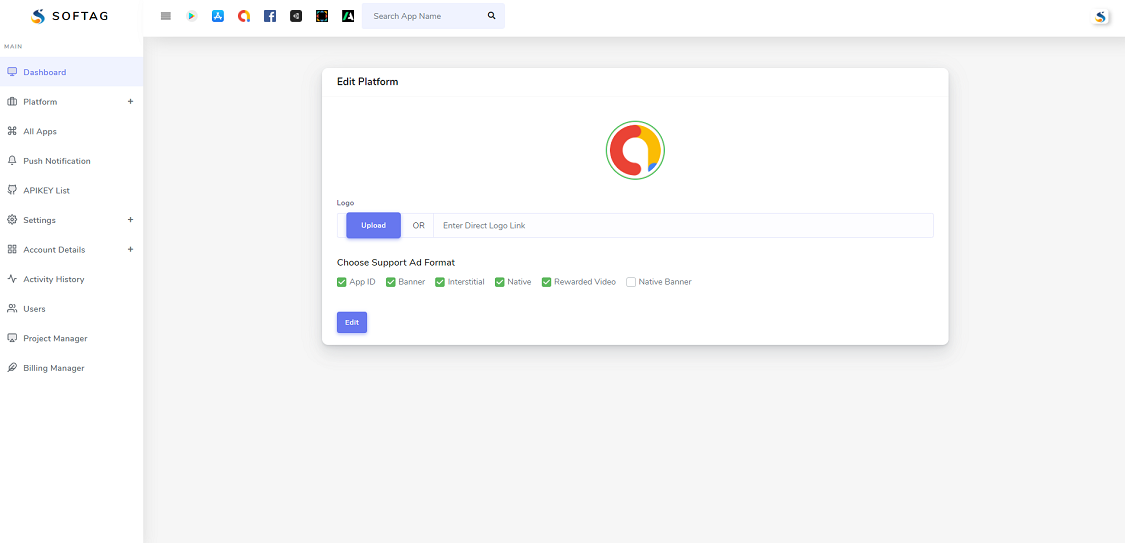 SOFTAG
Search App Name
MAIN
Dashboard
Platform +
All Apps
Push Notification
APIKEY List
Settings +
Account Details +
Activity History
Users
Project Manager
Billing Manager
Edit Platform
Logo
Upload OR Enter Direct Logo Link
Choose Support Ad Format
App ID Banner Interstitial Native Rewarded Video Native Banner
Edit